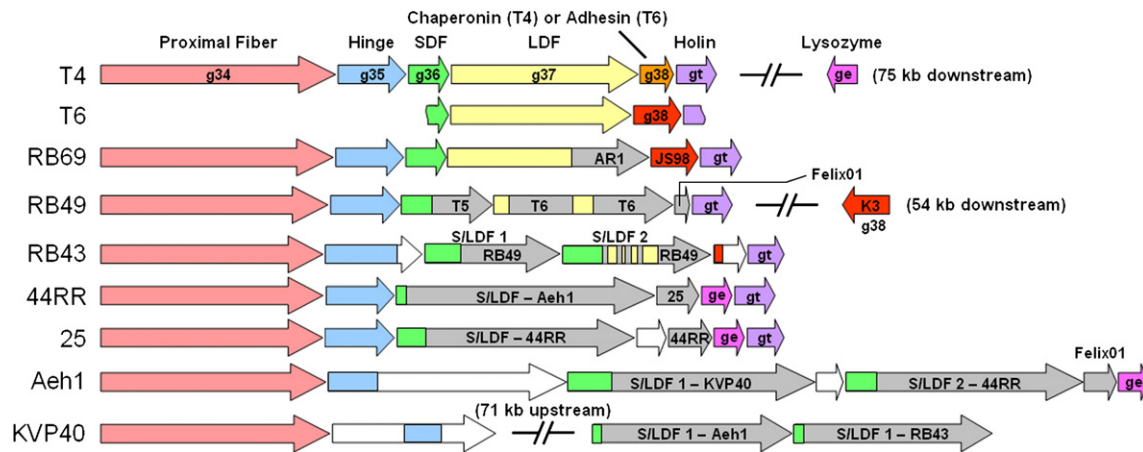 Chaperonin (T4) or Adhesin (T6)
Proximal Fiber Hinge SDF LDF Holin Lysozyme
T4 g34 g35 g36 g37 g38 gt ge (75 kb downstream)
T6 g38
RB69 AR1 JS98 gt
Felix01
RB49 T5 T6 T6 gt K3 (54 kb downstream)
g38
S/LDF 1 S/LDF 2
RB43 RB49 RB49 gt
44RR S/LDF – Aeh1 25 ge gt
25 S/LDF – 44RR 44RR ge gt
Felix01
Aeh1 S/LDF 1 – KVP40 S/LDF 2 – 44RR ge
(71 kb upstream)
KVP40 S/LDF 1 – Aeh1 S/LDF 1 – RB43